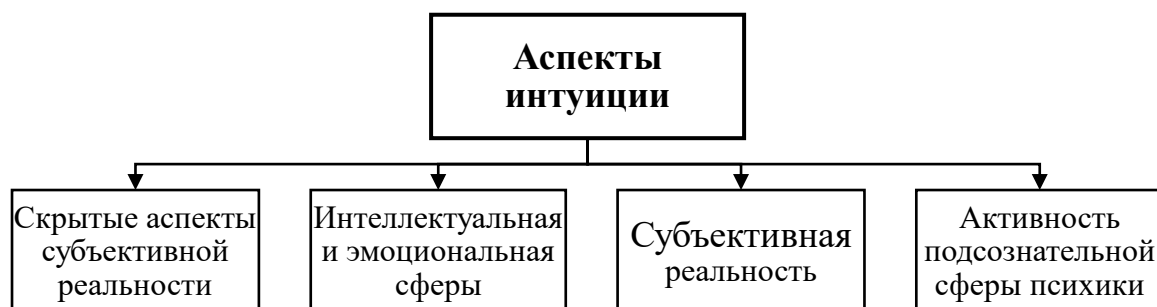 Аспекты
интуиции
Скрытые аспекты
субъективной
реальности
Интеллектуальная
и эмоциональная
сферы
Субъективная
реальность
Активность
подсознательной
сферы психики